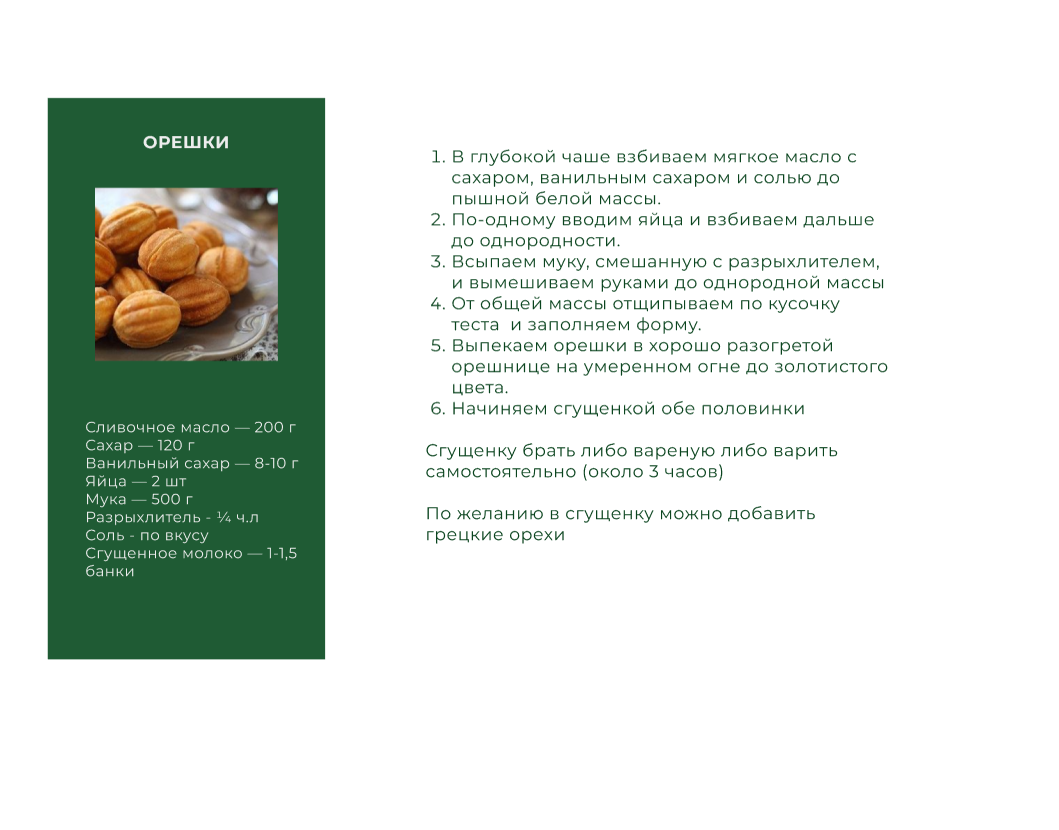 ОРЕШКИ
Сливочное масло — 200 г
Сахар — 120 г
Ванильный сахар — 8-10 г
Яйца — 2 шт
Мука — 500 г
Разрыхлитель - ¼ ч.л
Соль - по вкусу
Сгущенное молоко — 1-1,5
банки
1. В глубокой чаше взбиваем мягкое масло с
сахаром, ванильным сахаром и солью до
пышной белой массы.
2. По-одному вводим яйца и взбиваем дальше
до однородности.
3. Всыпаем муку, смешанную с разрыхлителем,
и вымешиваем руками до однородной массы
4. От общей массы отщипываем по кусочку
теста  и заполняем форму.
5. Выпекаем орешки в хорошо разогретой
орешнице на умеренном огне до золотистого
цвета.
6. Начиняем сгущенкой обе половинки
Сгущенку брать либо вареную либо варить
самостоятельно (около 3 часов)
По желанию в сгущенку можно добавить
грецкие орехи